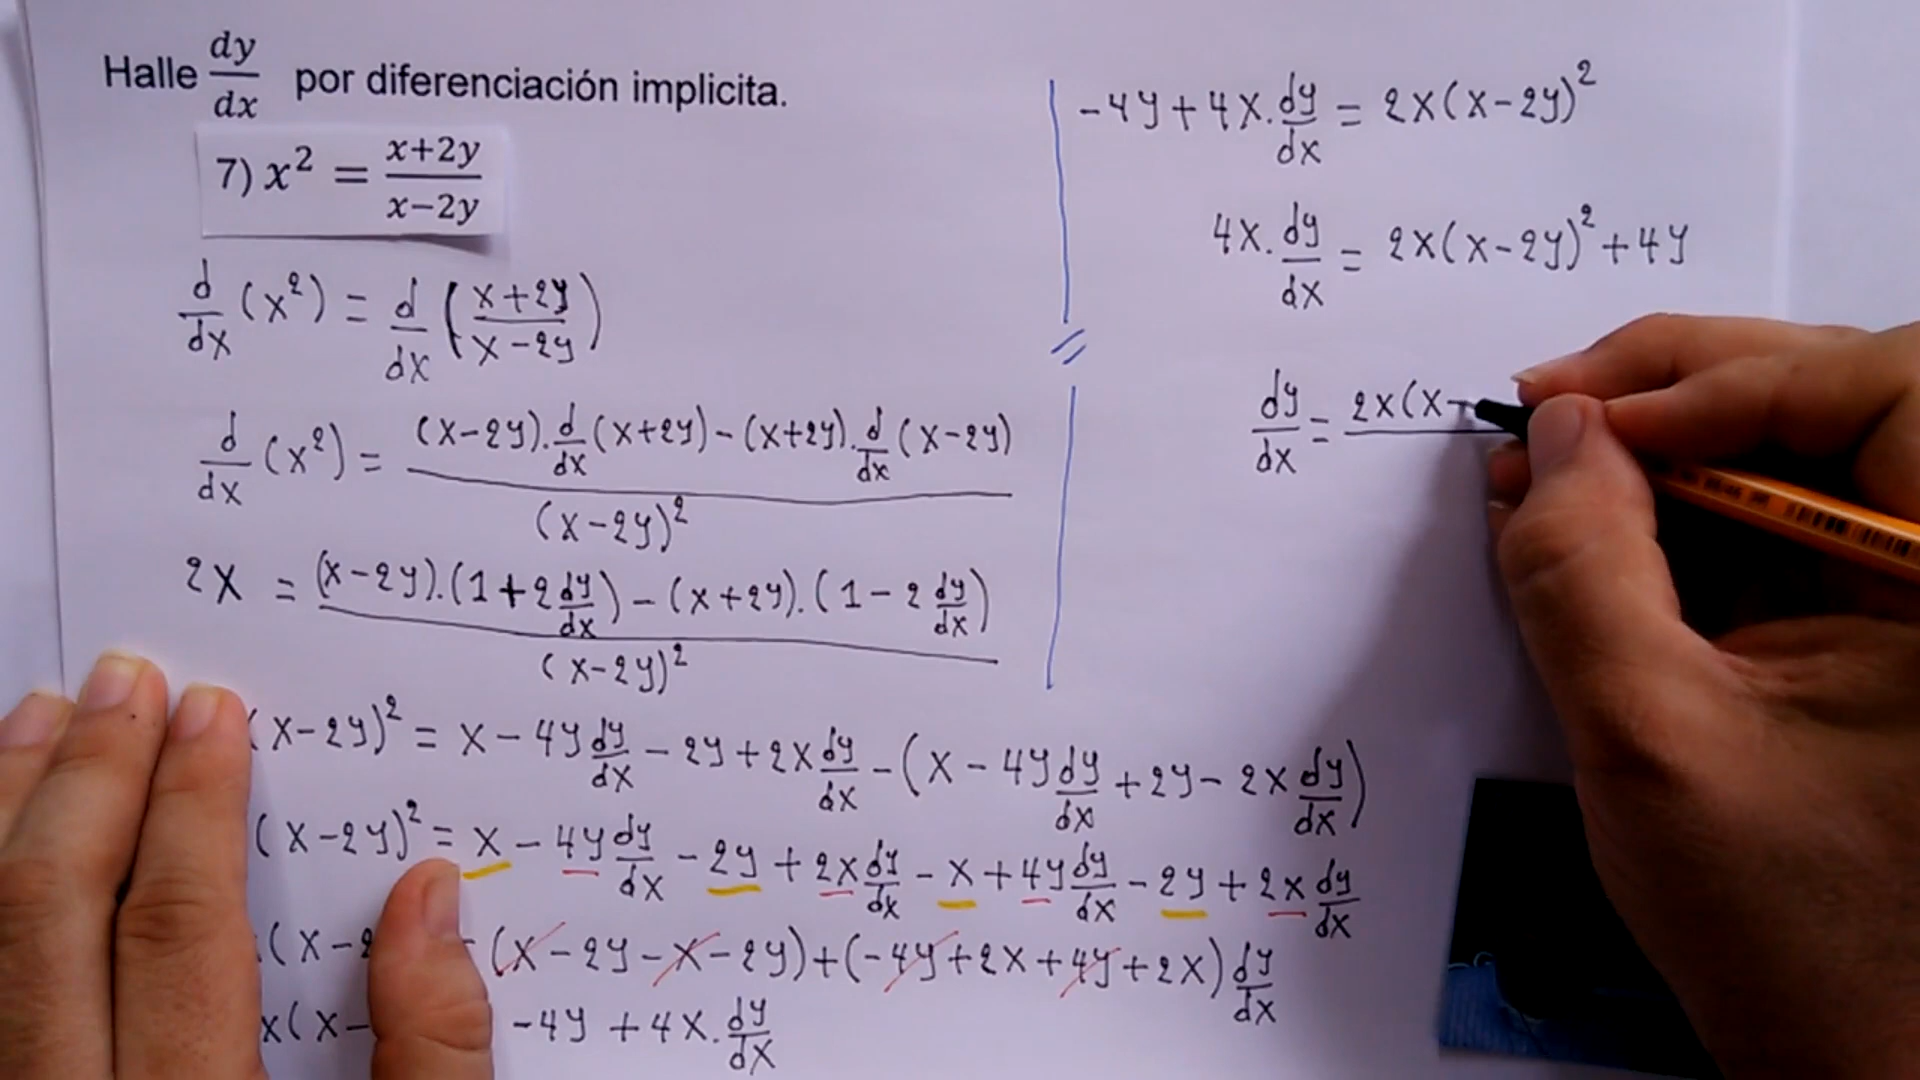 Halle dy/dx por diferenciación implicita.
7) x² = (x+2y)/(x−2y)
d/dx (x²) = d/dx ((x+2y)/(x−2y))
d/dx (x²) = ((x−2y)·d/dx(x+2y) − (x+2y)·d/dx(x−2y))/(x−2y)²
2x = ((x−2y)·(1+2dy/dx) − (x+2y)·(1−2dy/dx))/(x−2y)²
(x−2y)² = x − 4y dy/dx − 2y + 2x dy/dx − (x − 4y dy/dx + 2y − 2x dy/dx)
(x−2y)² = x − 4y dy/dx − 2y + 2x dy/dx − x + 4y dy/dx − 2y + 2x dy/dx
(x−2 (x−2y−x−2y)+(−4y+2x+4y+2x) dy/dx
x(x− −4y + 4x·dy/dx
−4y + 4x·dy/dx = 2x(x−2y)²
4x·dy/dx = 2x(x−2y)² + 4y
dy/dx = 2x(x−